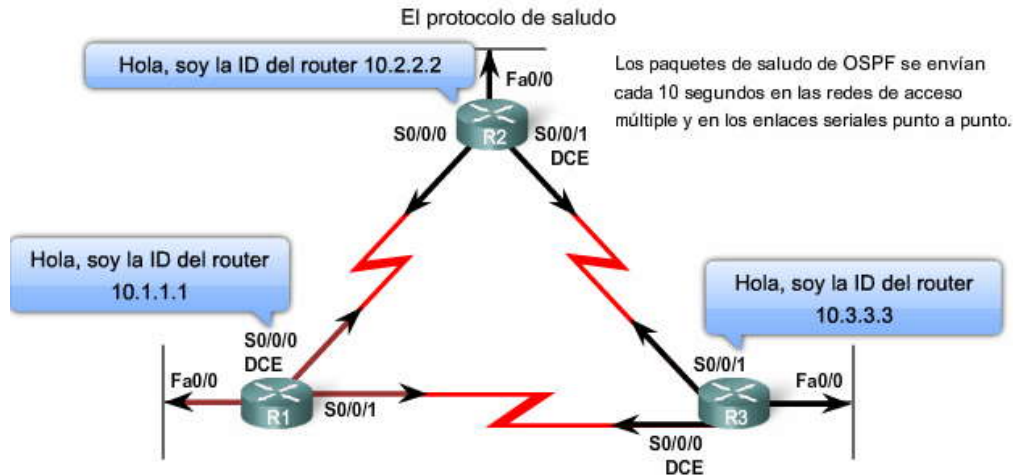 El protocolo de saludo
Hola, soy la ID del router 10.2.2.2
Fa0/0
Los paquetes de saludo de OSPF se envían
cada 10 segundos en las redes de acceso
múltiple y en los enlaces seriales punto a punto.
S0/0/0
R2
S0/0/1
DCE
Hola, soy la ID del router
10.1.1.1
Hola, soy la ID del router
10.3.3.3
S0/0/0
DCE
Fa0/0
R1
S0/0/1
S0/0/1
Fa0/0
R3
S0/0/0
DCE